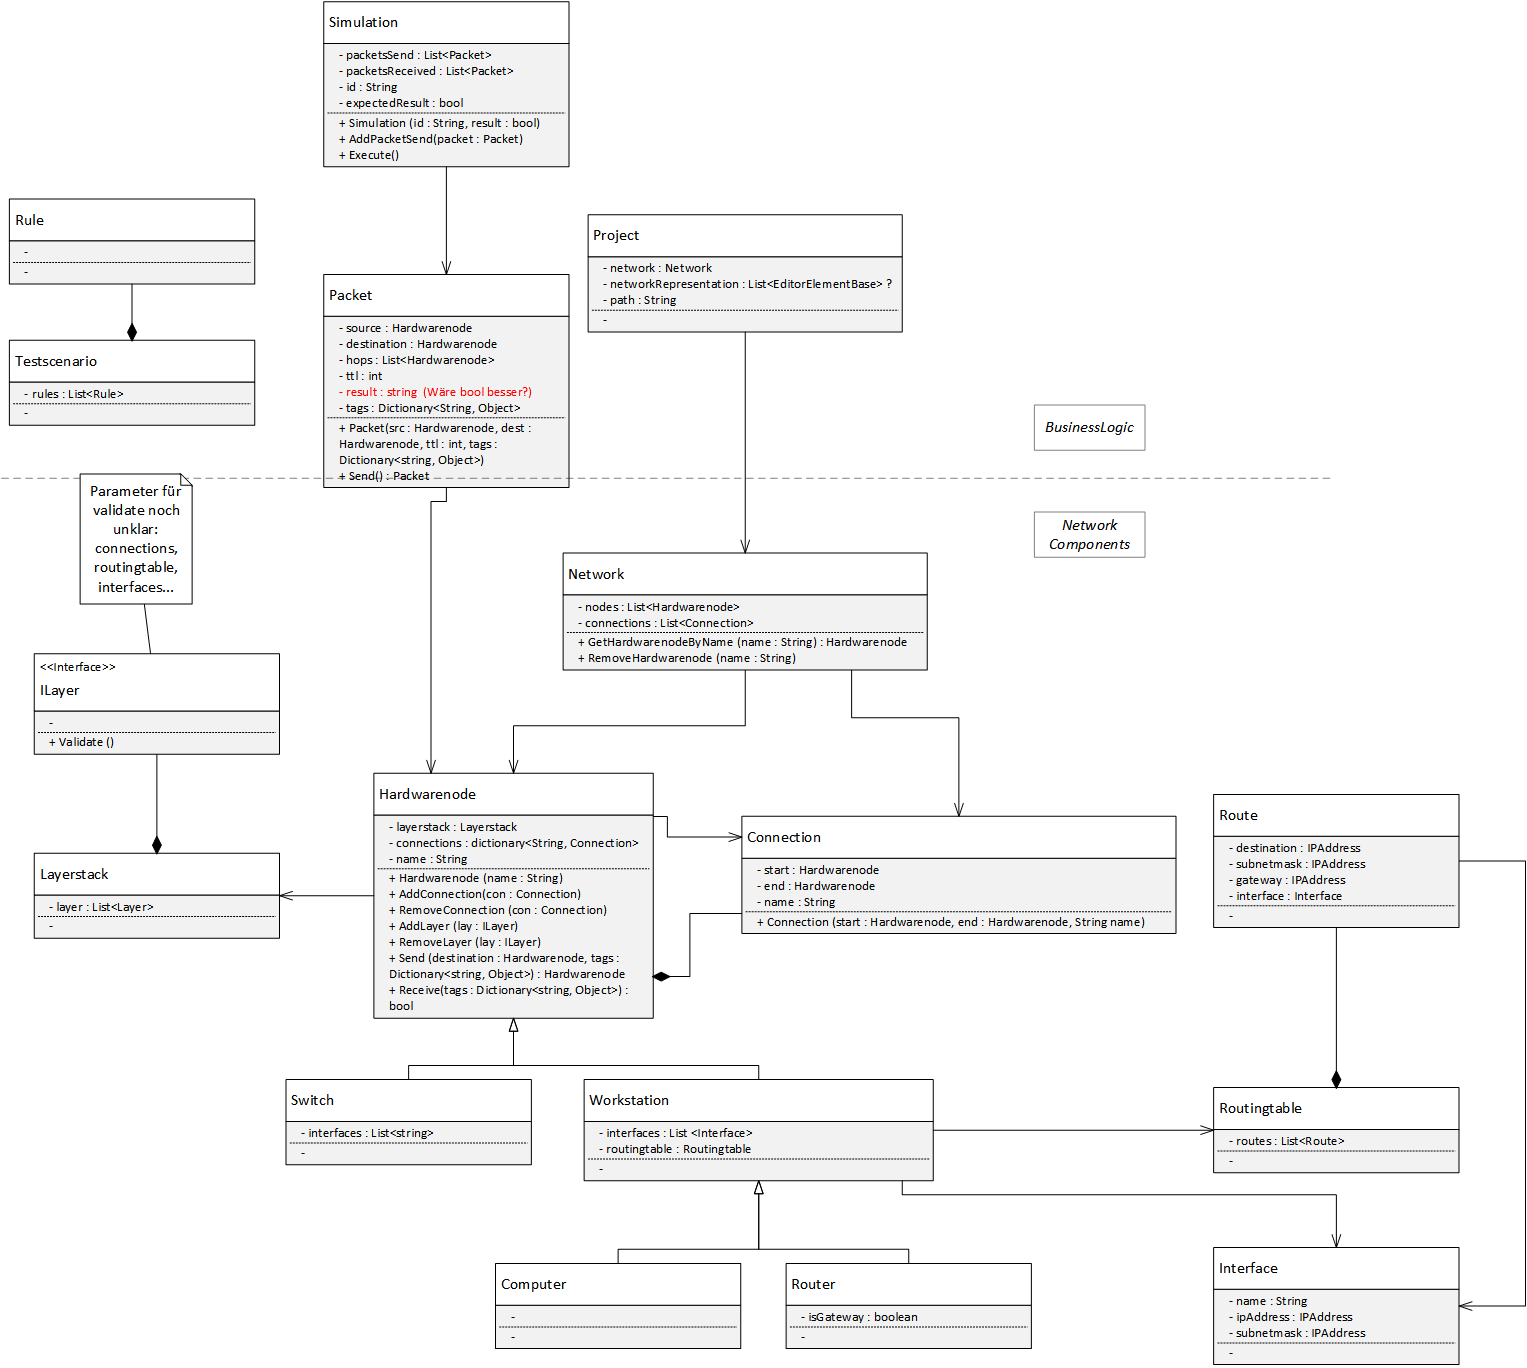 Simulation
- packetsSend : List<Packet>
- packetsReceived : List<Packet>
- id : String
- expectedResult : bool
+ Simulation (id : String, result : bool)
+ AddPacketSend(packet : Packet)
+ Execute()
Rule
-
-
Testscenario
- rules : List<Rule>
-
Packet
- source : Hardwarenode
- destination : Hardwarenode
- hops : List<Hardwarenode>
- ttl : int
- result : string (Wäre bool besser?)
- tags : Dictionary<String, Object>
+ Packet(src : Hardwarenode, dest :
Hardwarenode, ttl : int, tags :
Dictionary<string, Object>)
+ Send() : Packet
Project
- network : Network
- networkRepresentation : List<EditorElementBase> ?
- path : String
-
BusinessLogic
Network
Components
Parameter für
validate noch
unklar:
connections,
routingtable,
interfaces...
Network
- nodes : List<Hardwarenode>
- connections : List<Connection>
+ GetHardwarenodeByName (name : String) : Hardwarenode
+ RemoveHardwarenode (name : String)
<<Interface>>
ILayer
-
+ Validate ()
Layerstack
- layer : List<Layer>
-
Hardwarenode
- layerstack : Layerstack
- connections : dictionary<String, Connection>
- name : String
+ Hardwarenode (name : String)
+ AddConnection(con : Connection)
+ RemoveConnection (con : Connection)
+ AddLayer (lay : ILayer)
+ RemoveLayer (lay : ILayer)
+ Send (destination : Hardwarenode, tags :
Dictionary<string, Object>) : Hardwarenode
+ Receive(tags : Dictionary<string, Object>) :
bool
Connection
- start : Hardwarenode
- end : Hardwarenode
- name : String
+ Connection (start : Hardwarenode, end : Hardwarenode, String name)
Route
- destination : IPAddress
- subnetmask : IPAddress
- gateway : IPAddress
- interface : Interface
-
Switch
- interfaces : List<string>
-
Workstation
- interfaces : List <Interface>
- routingtable : Routingtable
-
Routingtable
- routes : List<Route>
-
Computer
-
-
Router
- isGateway : boolean
-
Interface
- name : String
- ipAddress : IPAddress
- subnetmask : IPAddress
-